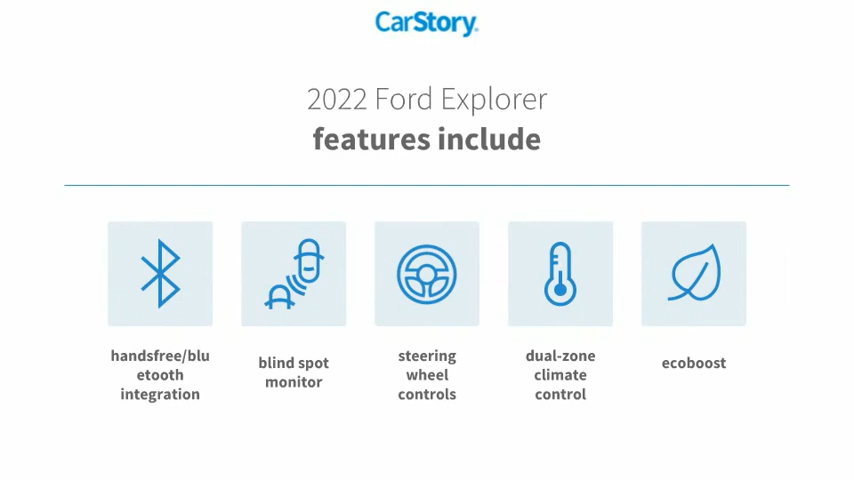 CarStory
2022 Ford Explorer
features include
handsfree/blu
etooth
integration
blind spot
monitor
steering
wheel
controls
dual-zone
climate
control
ecoboost